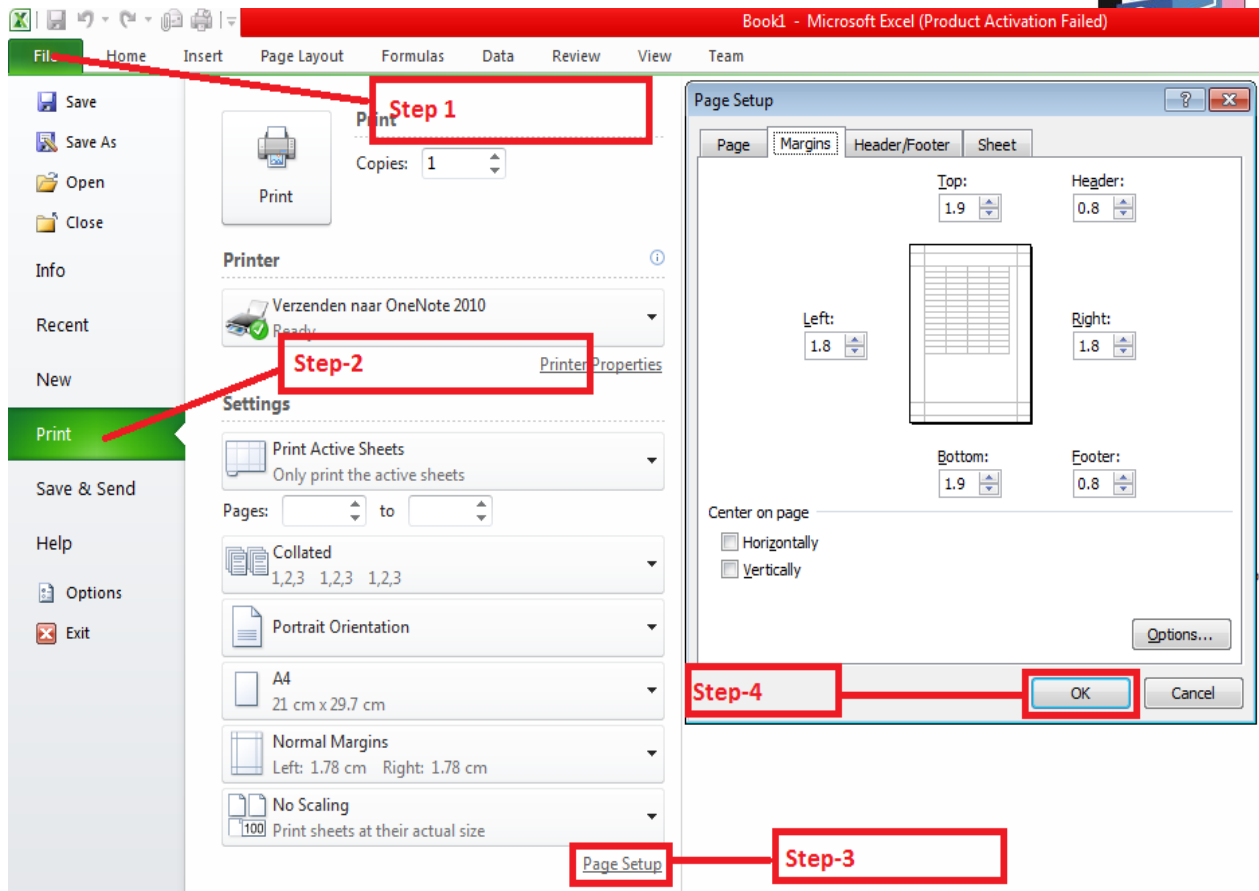 Book1 - Microsoft Excel (Product Activation Failed)
File Home Insert Page Layout Formulas Data Review View Team
Save
Save As
Open
Close
Info
Recent
New
Print
Save & Send
Help
Options
Exit
Step 1
Print
Print
Copies: 1
Printer
Verzenden naar OneNote 2010
Ready
Step-2
Printer Properties
Settings
Print Active Sheets
Only print the active sheets
Pages: to
Collated
1,2,3 1,2,3 1,2,3
Portrait Orientation
A4
21 cm x 29.7 cm
Normal Margins
Left: 1.78 cm Right: 1.78 cm
No Scaling
100
Print sheets at their actual size
Page Setup
Step-3
Page Setup
Page Margins Header/Footer Sheet
Top: Header:
1.9 0.8
Left: Right:
1.8 1.8
Bottom: Footer:
1.9 0.8
Center on page
Horizontally
Vertically
Options...
Step-4
OK Cancel